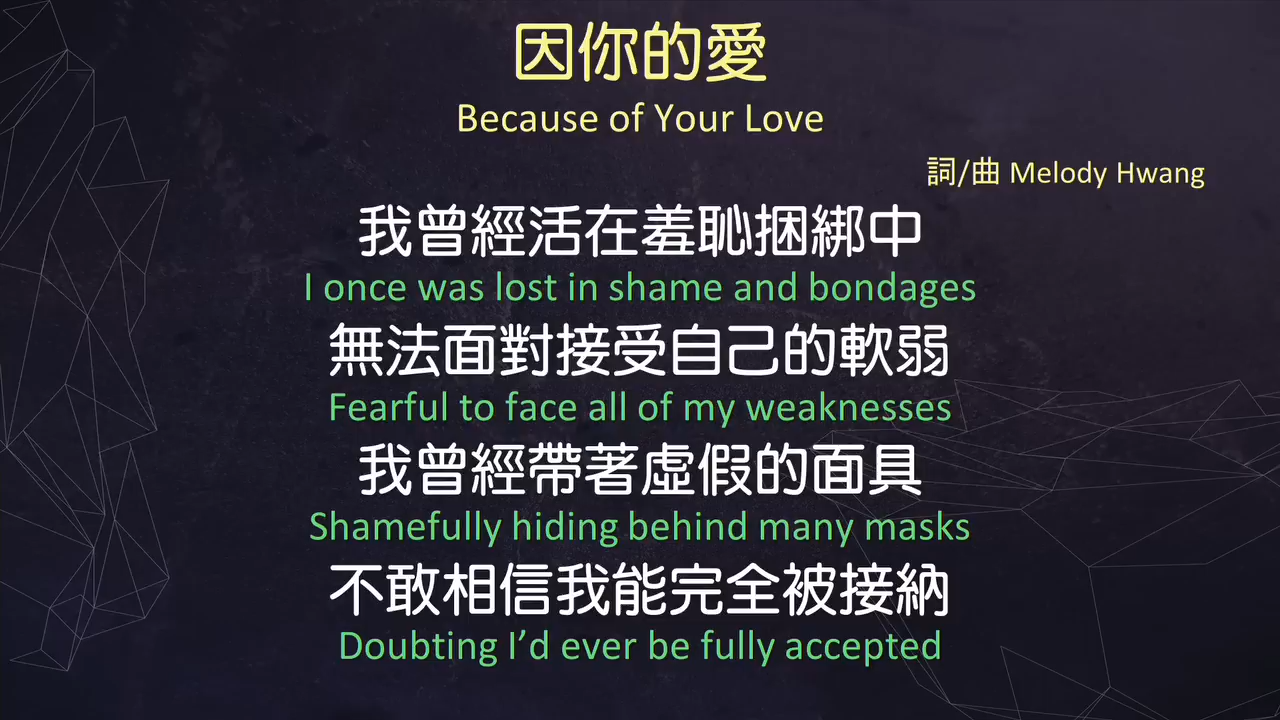 因你的愛
Because of Your Love
詞/曲 Melody Hwang
我曾經活在羞恥捆綁中
I once was lost in shame and bondages
無法面對接受自己的軟弱
Fearful to face all of my weaknesses
我曾經帶著虛假的面具
Shamefully hiding behind many masks
不敢相信我能完全被接納
Doubting I’d ever be fully accepted